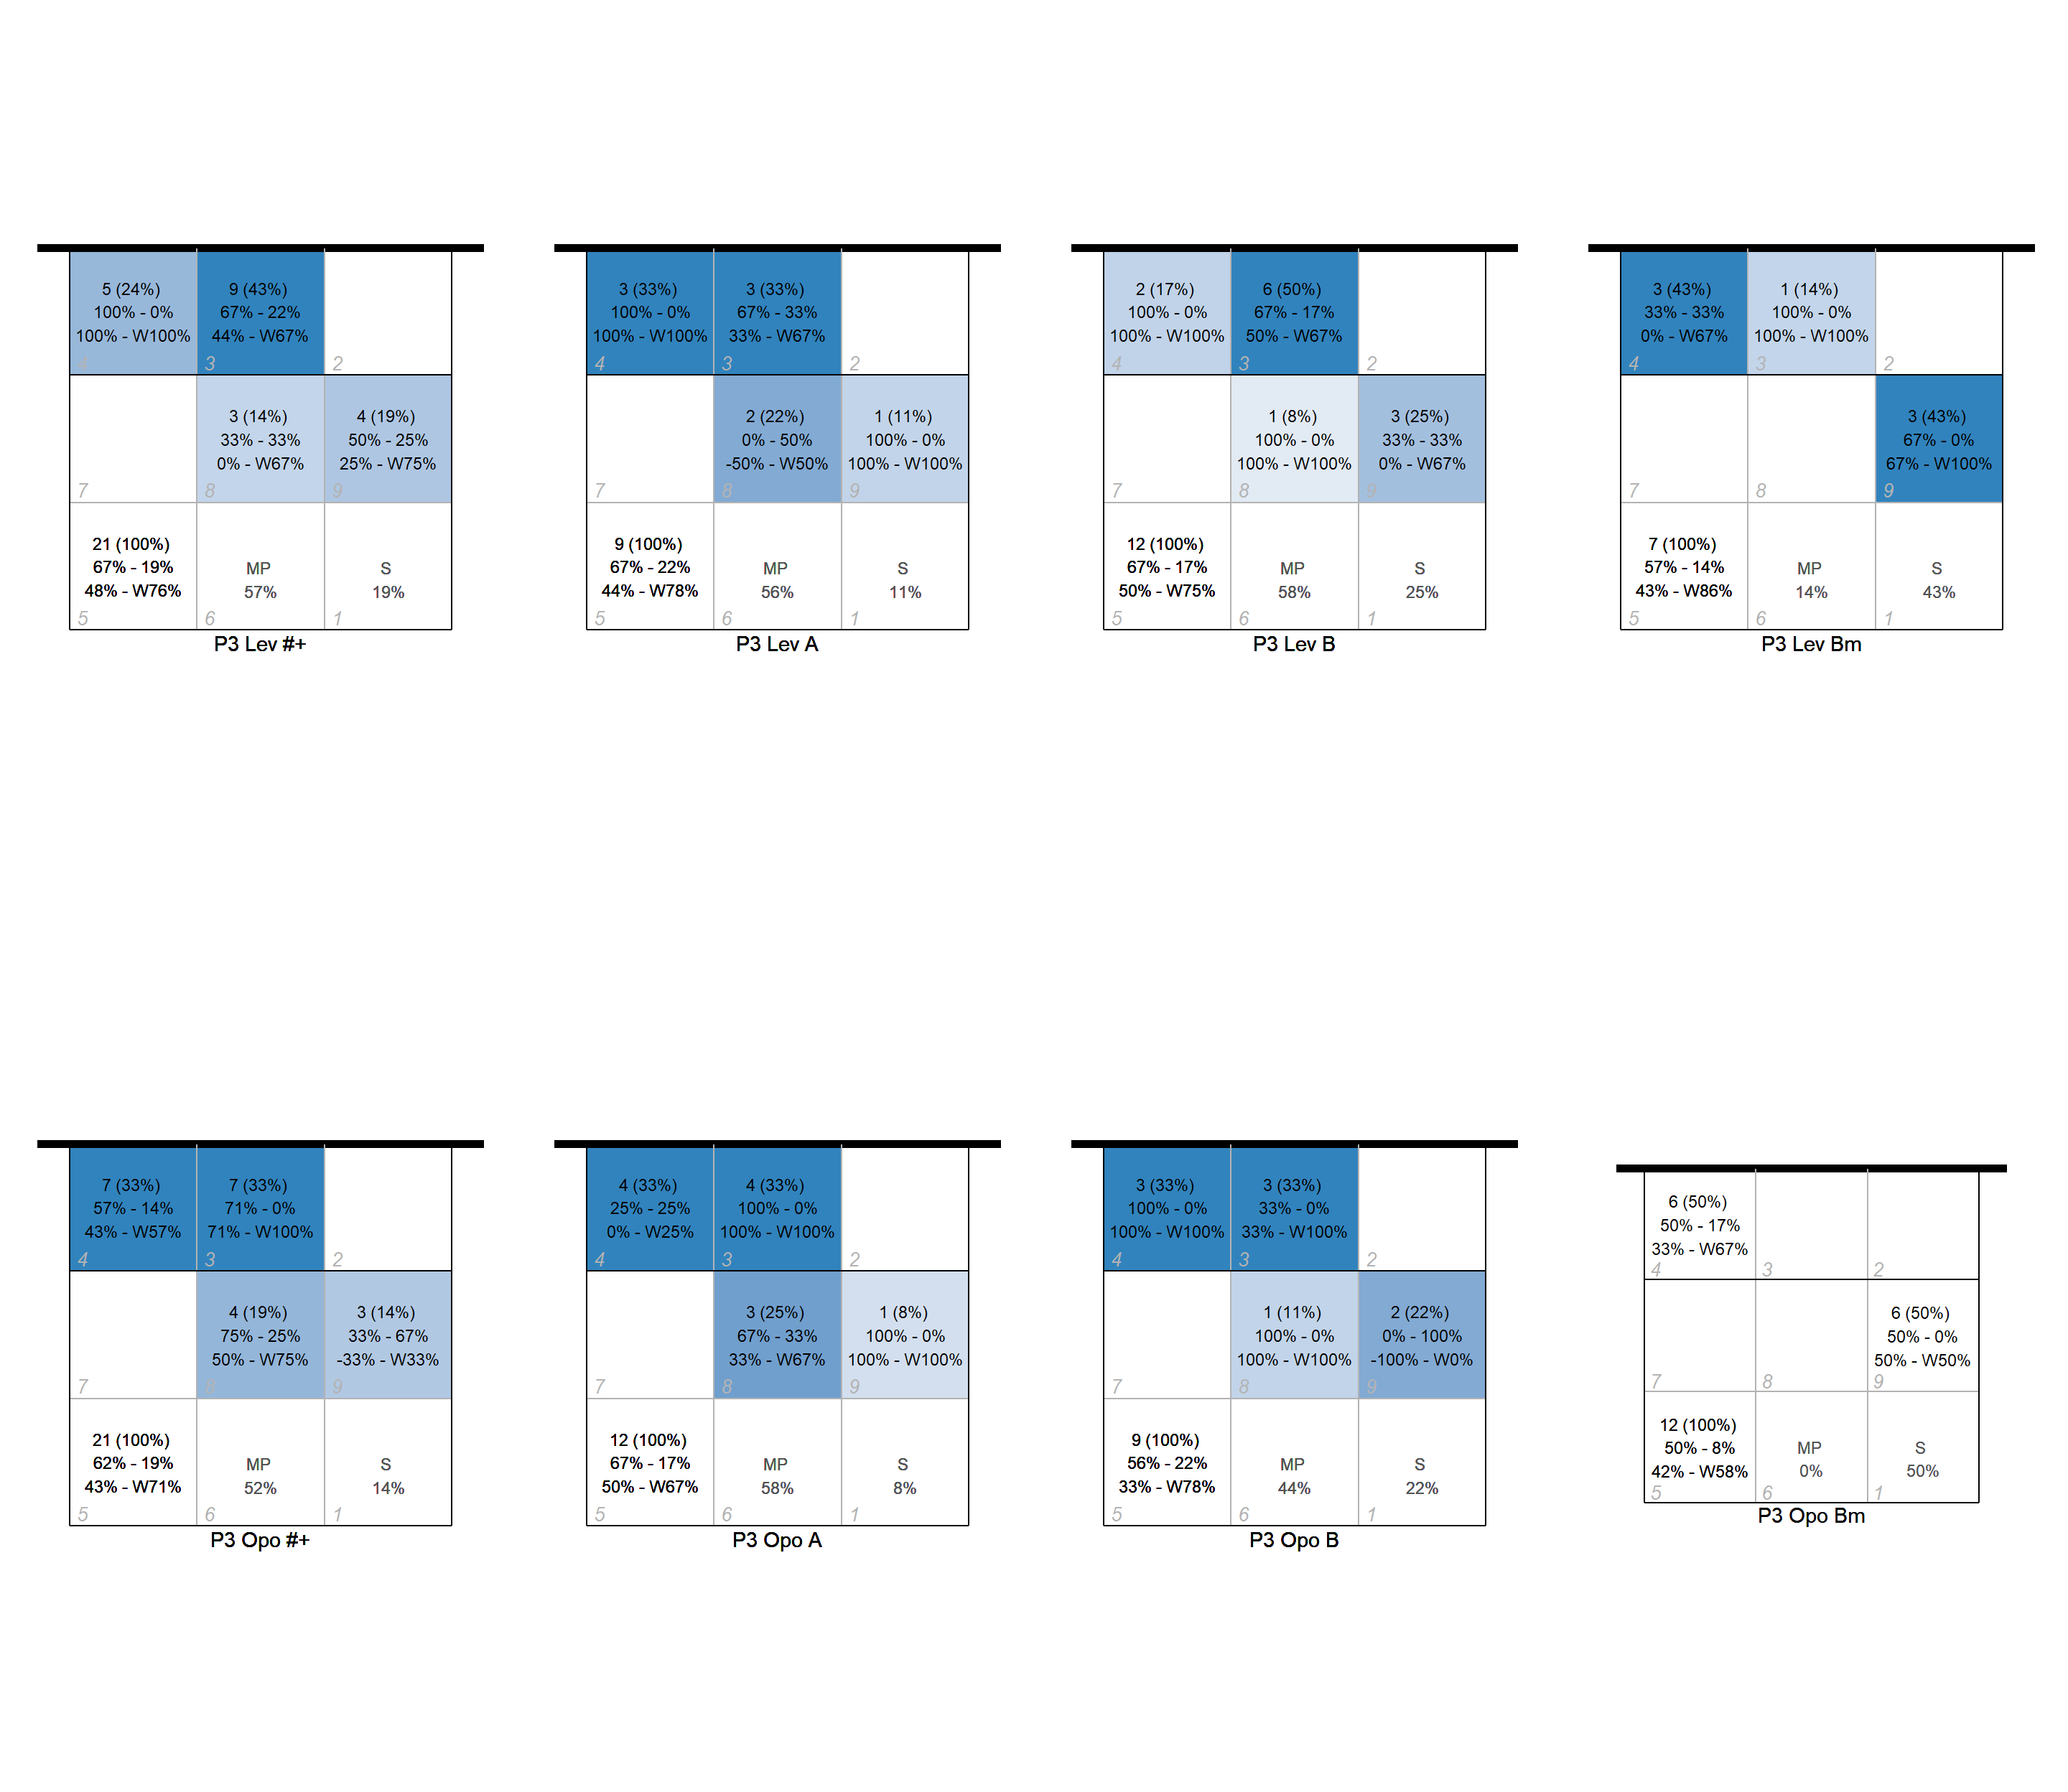 5 (24%)
100% - 0%
100% - W100%
4
9 (43%)
67% - 22%
44% - W67%
3
2
7
3 (14%)
33% - 33%
0% - W67%
8
4 (19%)
50% - 25%
25% - W75%
9
21 (100%)
67% - 19%
48% - W76%
5
MP
57%
6
S
19%
1
P3 Lev #+
3 (33%)
100% - 0%
100% - W100%
4
3 (33%)
67% - 33%
33% - W67%
3
2
7
2 (22%)
0% - 50%
-50% - W50%
8
1 (11%)
100% - 0%
100% - W100%
9
9 (100%)
67% - 22%
44% - W78%
5
MP
56%
6
S
11%
1
P3 Lev A
2 (17%)
100% - 0%
100% - W100%
4
6 (50%)
67% - 17%
50% - W67%
3
2
7
1 (8%)
100% - 0%
100% - W100%
8
3 (25%)
33% - 33%
0% - W67%
9
12 (100%)
67% - 17%
50% - W75%
5
MP
58%
6
S
25%
1
P3 Lev B
3 (43%)
33% - 33%
0% - W67%
4
1 (14%)
100% - 0%
100% - W100%
3
2
7
8
3 (43%)
67% - 0%
67% - W100%
9
7 (100%)
57% - 14%
43% - W86%
5
MP
14%
6
S
43%
1
P3 Lev Bm
7 (33%)
57% - 14%
43% - W57%
4
7 (33%)
71% - 0%
71% - W100%
3
2
7
4 (19%)
75% - 25%
50% - W75%
8
3 (14%)
33% - 67%
-33% - W33%
9
21 (100%)
62% - 19%
43% - W71%
5
MP
52%
6
S
14%
1
P3 Opo #+
4 (33%)
25% - 25%
0% - W25%
4
4 (33%)
100% - 0%
100% - W100%
3
2
7
3 (25%)
67% - 33%
33% - W67%
8
1 (8%)
100% - 0%
100% - W100%
9
12 (100%)
67% - 17%
50% - W67%
5
MP
58%
6
S
8%
1
P3 Opo A
3 (33%)
100% - 0%
100% - W100%
4
3 (33%)
33% - 0%
33% - W100%
3
2
7
1 (11%)
100% - 0%
100% - W100%
8
2 (22%)
0% - 100%
-100% - W0%
9
9 (100%)
56% - 22%
33% - W78%
5
MP
44%
6
S
22%
1
P3 Opo B
6 (50%)
50% - 17%
33% - W67%
4
3
2
7
8
6 (50%)
50% - 0%
50% - W50%
9
12 (100%)
50% - 8%
42% - W58%
5
MP
0%
6
S
50%
1
P3 Opo Bm